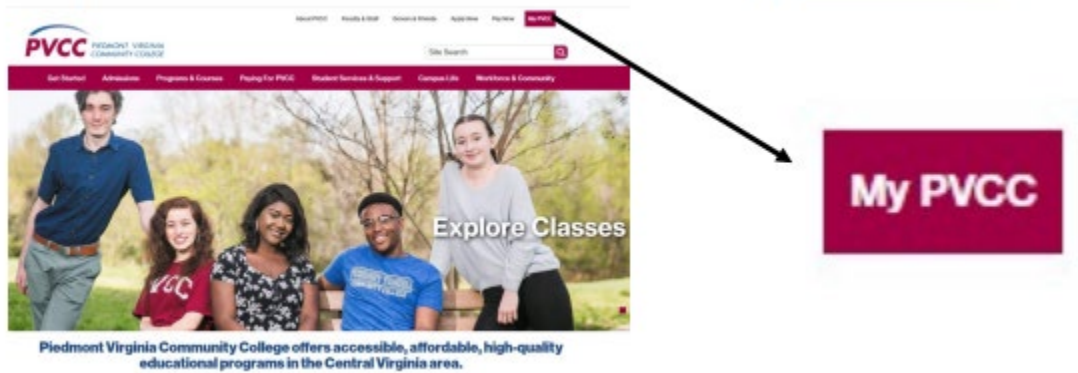 About PVCC Faculty & Staff Donors & Friends Apply Now Pay Now My PVCC
PVCC PIEDMONT VIRGINIA
COMMUNITY COLLEGE
Site Search
Get Started Admissions Programs & Courses Paying For PVCC Student Services & Support Campus Life Workforce & Community
My PVCC
Explore Classes
VCC
Piedmont Virginia Community College offers accessible, affordable, high-quality
educational programs in the Central Virginia area.